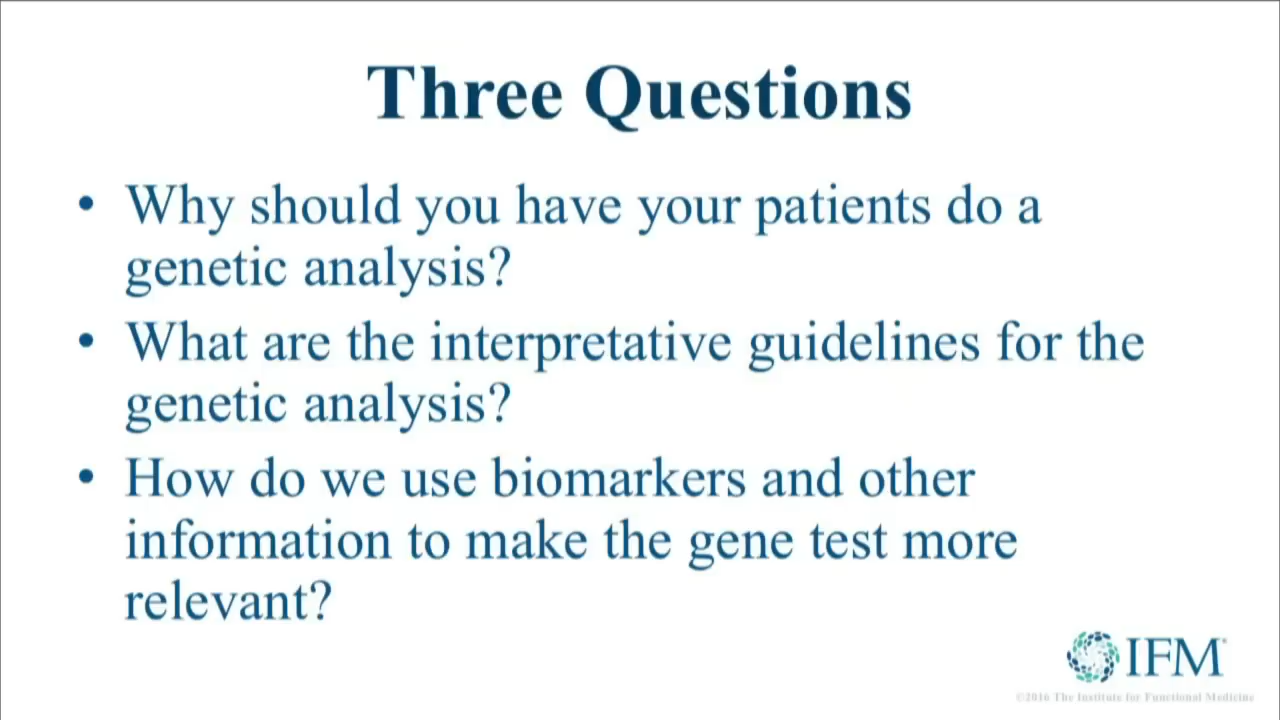 Three Questions
• Why should you have your patients do a
genetic analysis?
• What are the interpretative guidelines for the
genetic analysis?
• How do we use biomarkers and other
information to make the gene test more
relevant?
IFM
©2016 The Institute for Functional Medicine